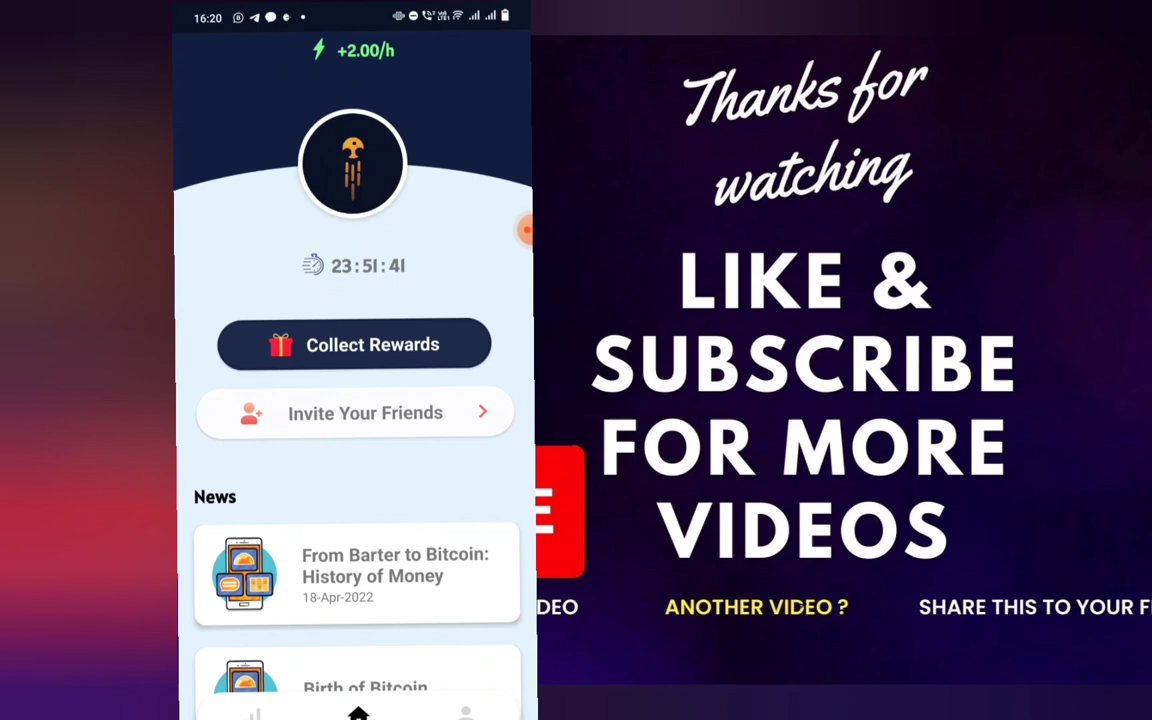 16:20
+2.00/h
23:51:41
Collect Rewards
Invite Your Friends
News
From Barter to Bitcoin:
History of Money
18-Apr-2022
Birth of Bitcoin
Thanks for
watching
LIKE &
SUBSCRIBE
FOR MORE
VIDEOS
E
DEO
ANOTHER VIDEO ?
SHARE THIS TO YOUR F